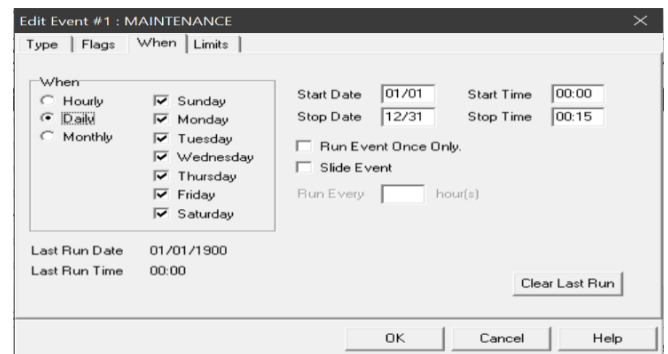 Edit Event #1 : MAINTENANCE
Type Flags When Limits
When
Hourly
Daily
Monthly
Sunday
Monday
Tuesday
Wednesday
Thursday
Friday
Saturday
Start Date 01/01 Start Time 00:00
Stop Date 12/31 Stop Time 00:15
Run Event Once Only.
Slide Event
Run Every hour(s)
Last Run Date 01/01/1900
Last Run Time 00:00
Clear Last Run
OK Cancel Help